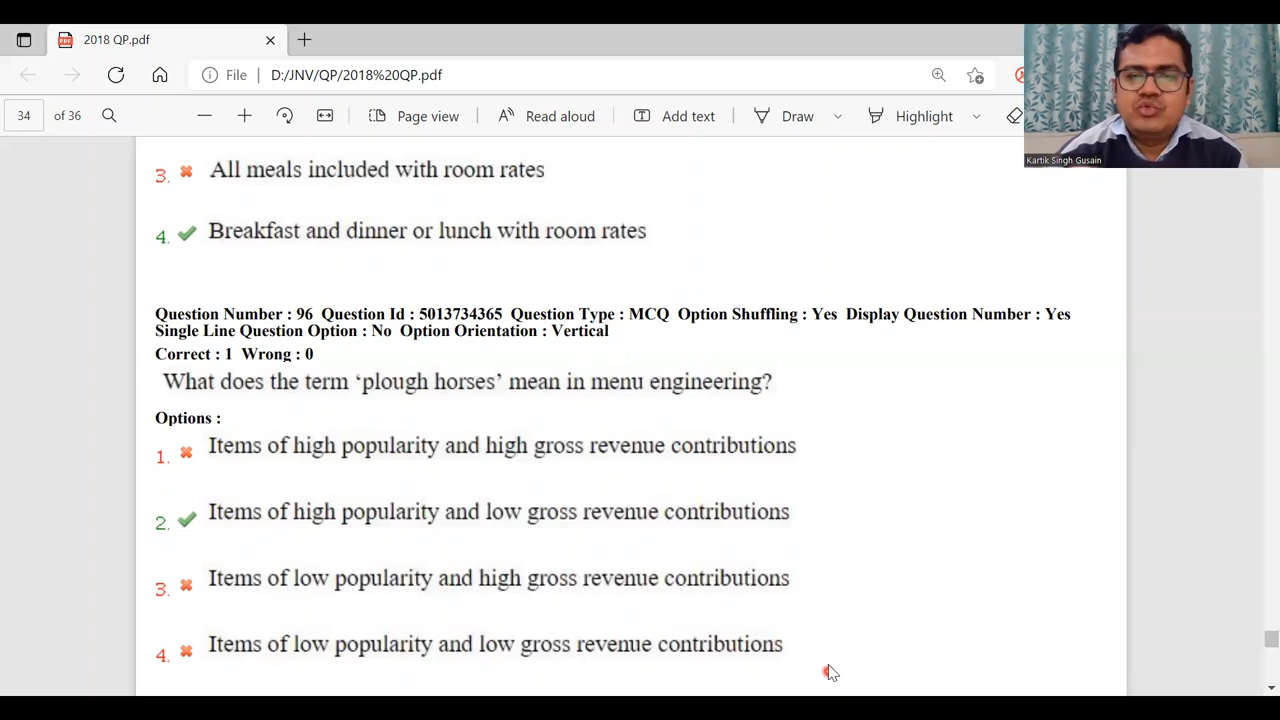 2018 QP.pdf
File D:/JNV/QP/2018%20QP.pdf
34 of 36 Page view Read aloud Add text Draw Highlight
Kartik Singh Gusain
3. All meals included with room rates
4. Breakfast and dinner or lunch with room rates
Question Number : 96 Question Id : 5013734365 Question Type : MCQ Option Shuffling : Yes Display Question Number : Yes
Single Line Question Option : No Option Orientation : Vertical
Correct : 1 Wrong : 0
What does the term ‘plough horses’ mean in menu engineering?
Options :
1. Items of high popularity and high gross revenue contributions
2. Items of high popularity and low gross revenue contributions
3. Items of low popularity and high gross revenue contributions
4. Items of low popularity and low gross revenue contributions